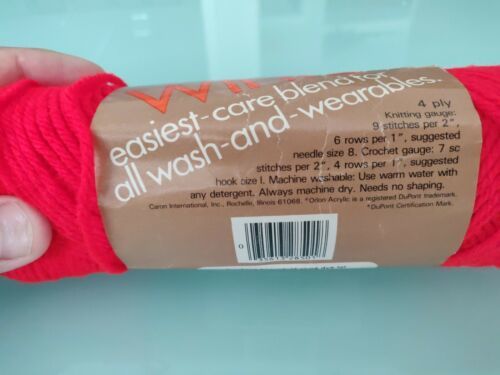 easiest-care blend for
all wash-and-wearables.
4 ply
Knitting gauge:
9 stitches per 2",
6 rows per 1", suggested
needle size 8. Crochet gauge: 7 sc
stitches per 2", 4 rows per 1", suggested
hook size I. Machine washable: Use warm water with
any detergent. Always machine dry. Needs no shaping.
Caron International, Inc., Rochelle, Illinois 61068. *Orlon Acrylic is a registered DuPont trademark.
*DuPont Certification Mark.
0